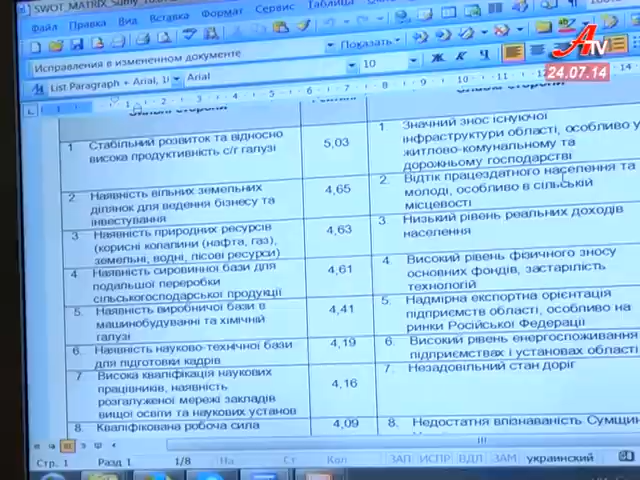 SWOT_MATRIX_Sumy
Файл Правка Вид Вставка Формат Сервис Таблица
Исправления в измененном документе
Показать
List Paragraph + Arial, 1
Arial
10
Ж К Ч
ATV
24.07.14
1 Стабільний розвиток та відносно
висока продуктивність с/г галузі
5,03
2. Наявність вільних земельних
ділянок для ведення бізнесу та
інвестування
4,65
3 Наявність природних ресурсів
(корисні копалини (нафта, газ),
земельні, водні, лісові ресурси)
4,63
4 Наявність сировинної бази для
подальшої переробки
сільськогосподарської продукції
4,61
5. Наявність виробничої бази в
машинобудуванні та хімічній
галузі
4,41
6. Наявність науково-технічної бази
для підготовки кадрів
4,19
7 Висока кваліфікація наукових
працівників, наявність
розгалуженої мережі закладів
вищої освіти та наукових установ
4,16
8. Кваліфікована робоча сила
4,09
1 Значний знос існуючої
інфраструктури області, особливо у
житлово-комунальному та
дорожньому господарстві
2. Відтік працездатного населення та
молоді, особливо в сільській
місцевості
3. Низький рівень реальних доходів
населення
4. Високий рівень фізичного зносу
основних фондів, застарілість
технологій
5. Надмірна експортна орієнтація
підприємств області, особливо на
ринки Російської Федерації
6. Високий рівень енергоспоживання
підприємствах і установах області
7. Незадовільний стан доріг
8. Недостатня впізнаваність Сумщин
Стр. 1 Разд 1 1/8 На Ст Кол ЗАП ИСПР ВДЛ ЗАМ украинский